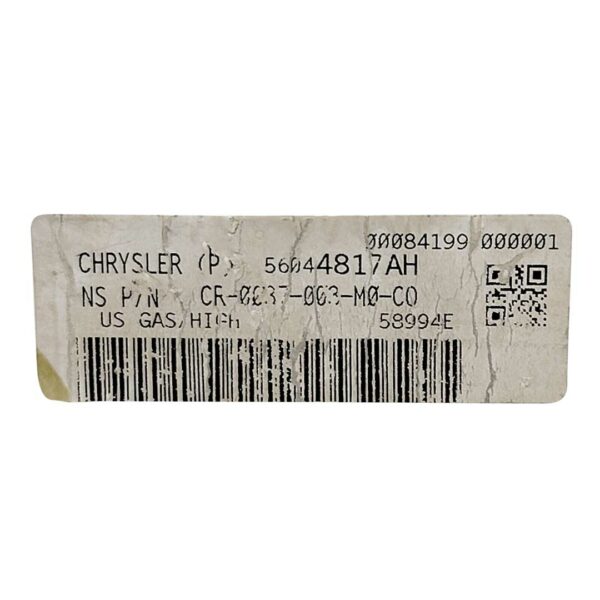 00084199 000001
CHRYSLER (P) 56044817AH
NS P/N CR-0037-003-M0-C0
US GAS/HIGH 58994E